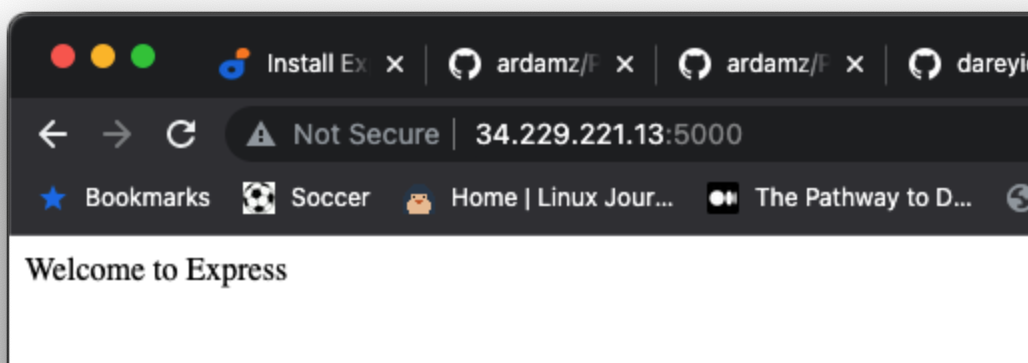 Install Ex
ardamz/P
ardamz/P
dareyi
Not Secure | 34.229.221.13:5000
Bookmarks Soccer Home | Linux Jour... The Pathway to D...
Welcome to Express